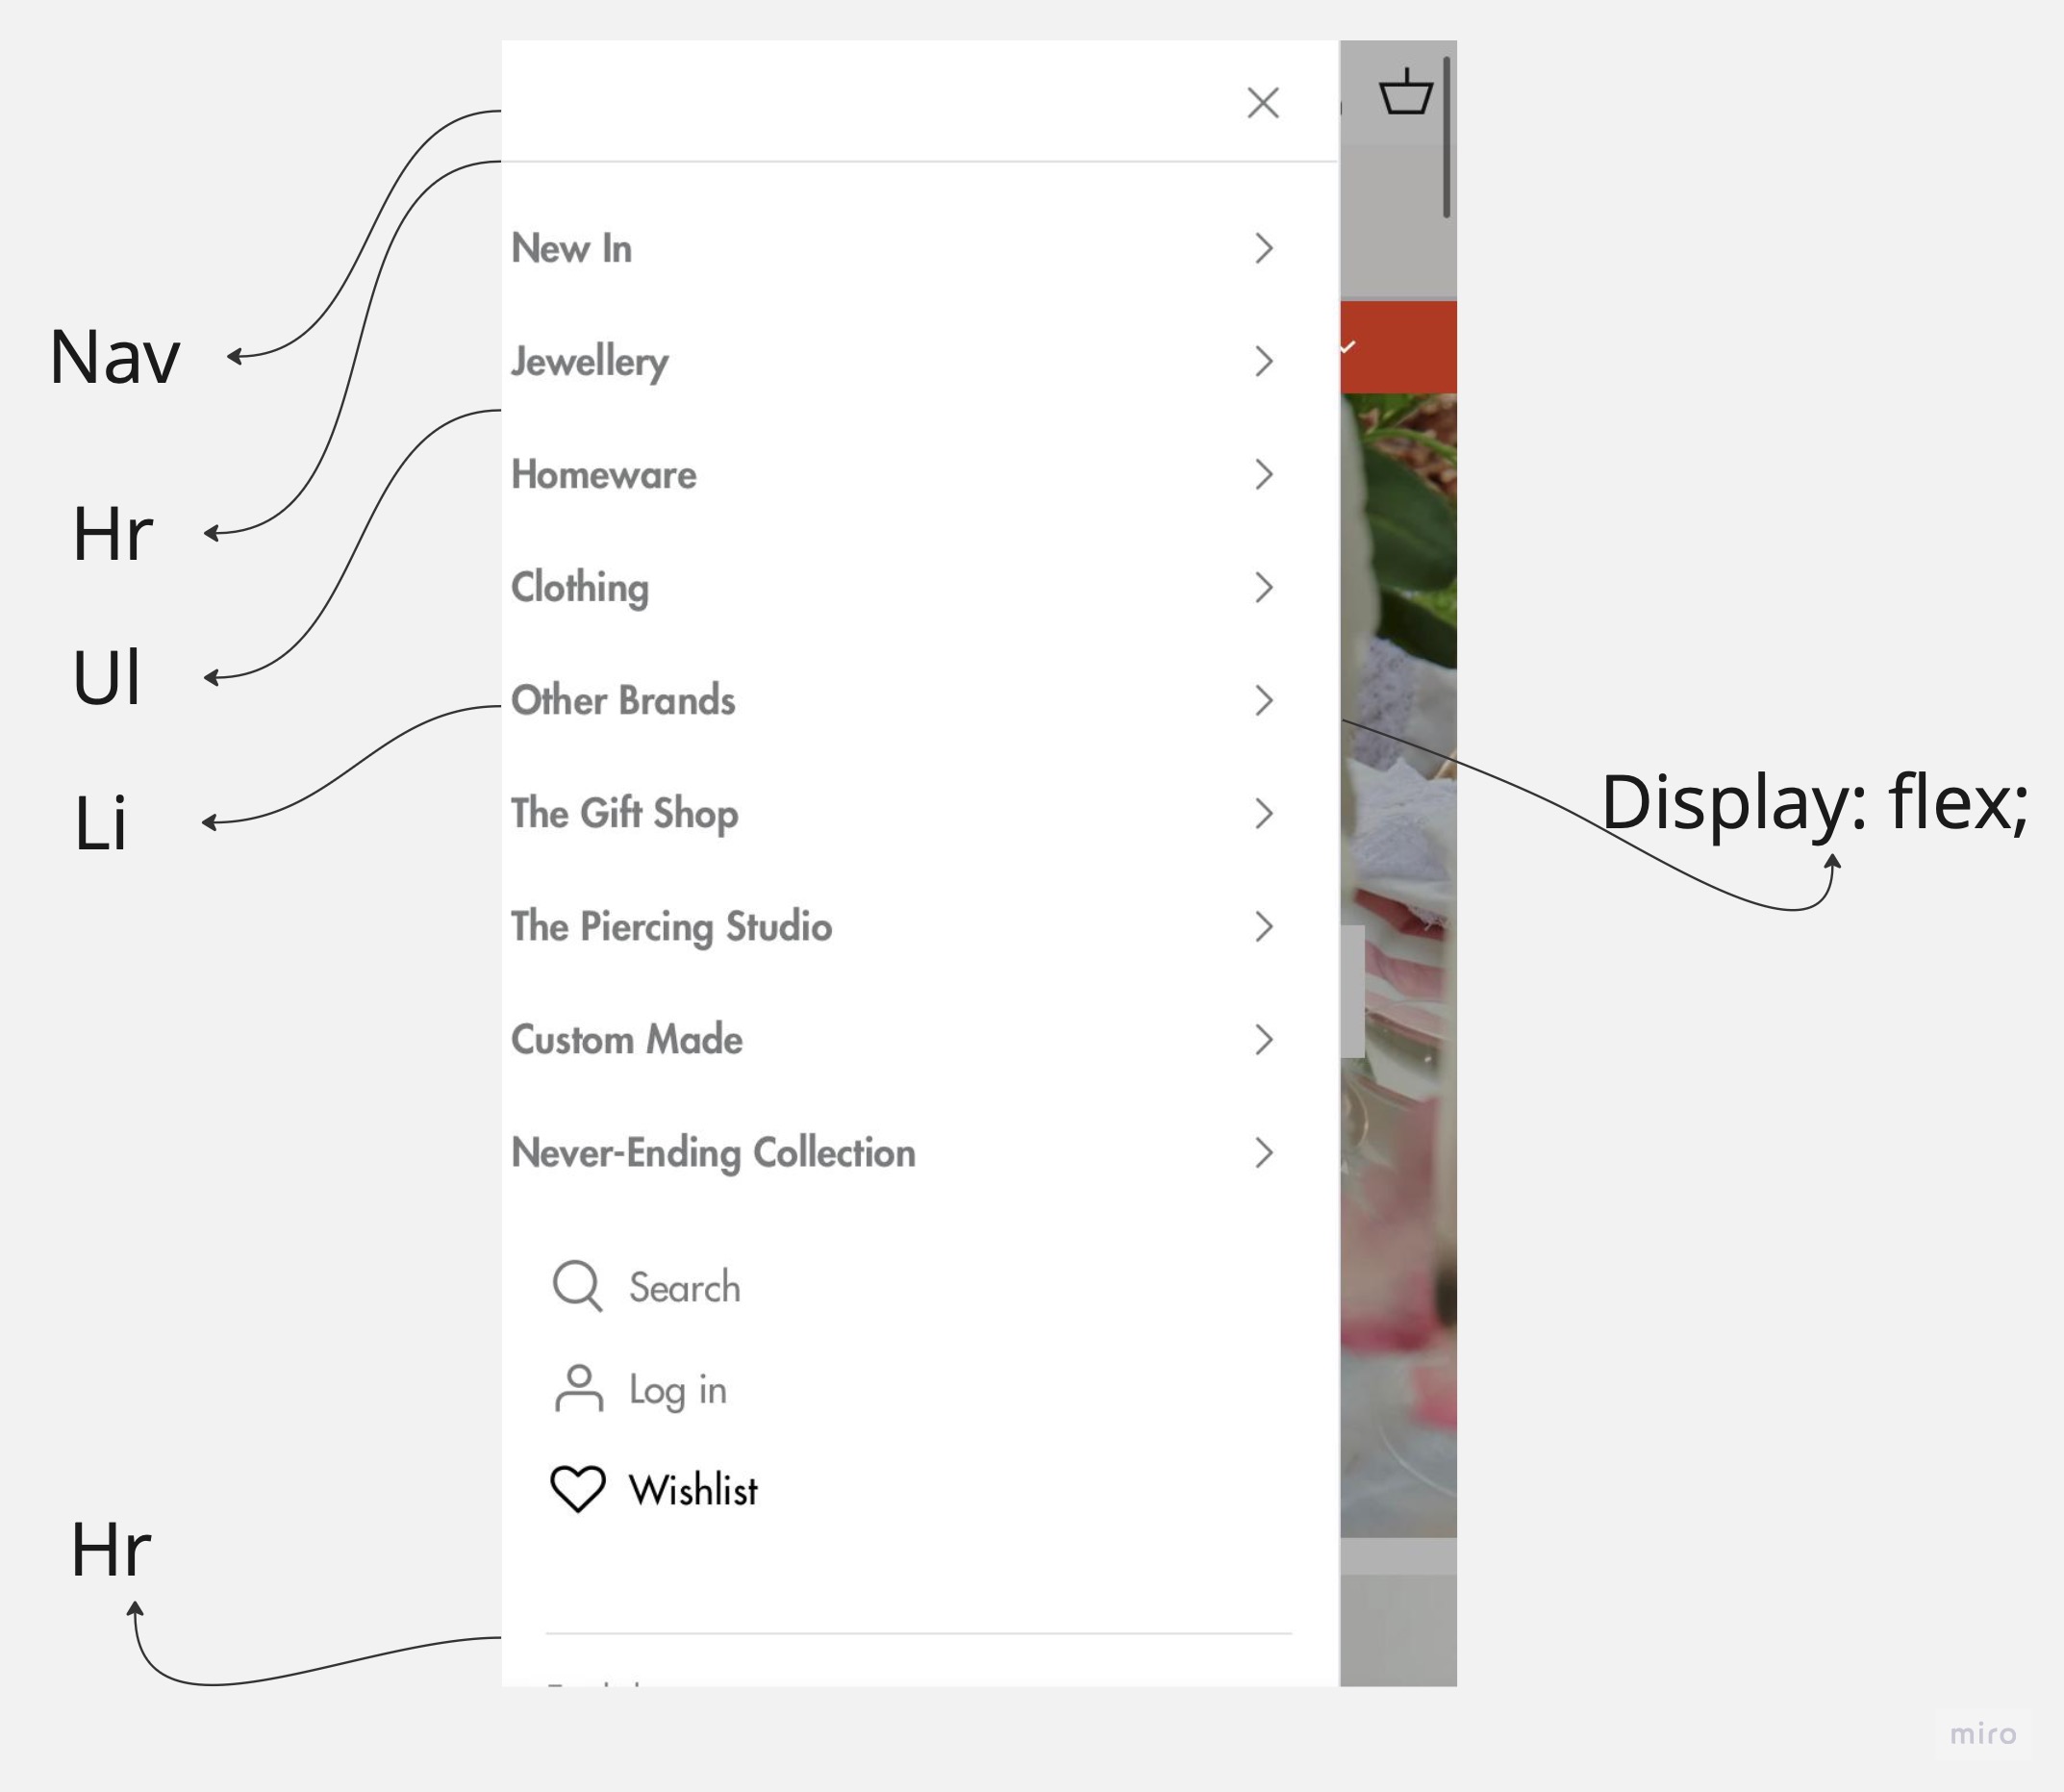 New In
Nav
Jewellery
Homeware
Hr
Clothing
Ul
Other Brands
Li
Display: flex;
The Gift Shop
The Piercing Studio
Custom Made
Never-Ending Collection
Search
Log in
Wishlist
Hr
miro